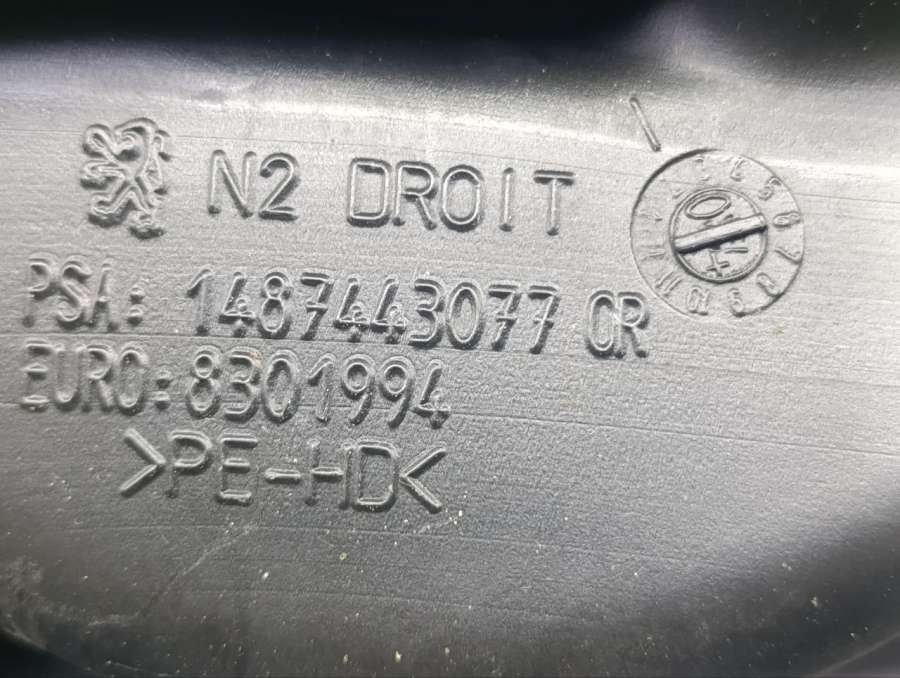 N2 DROIT
PSA: 1487443077 CR
EURO: 8301994
>PE-HD<